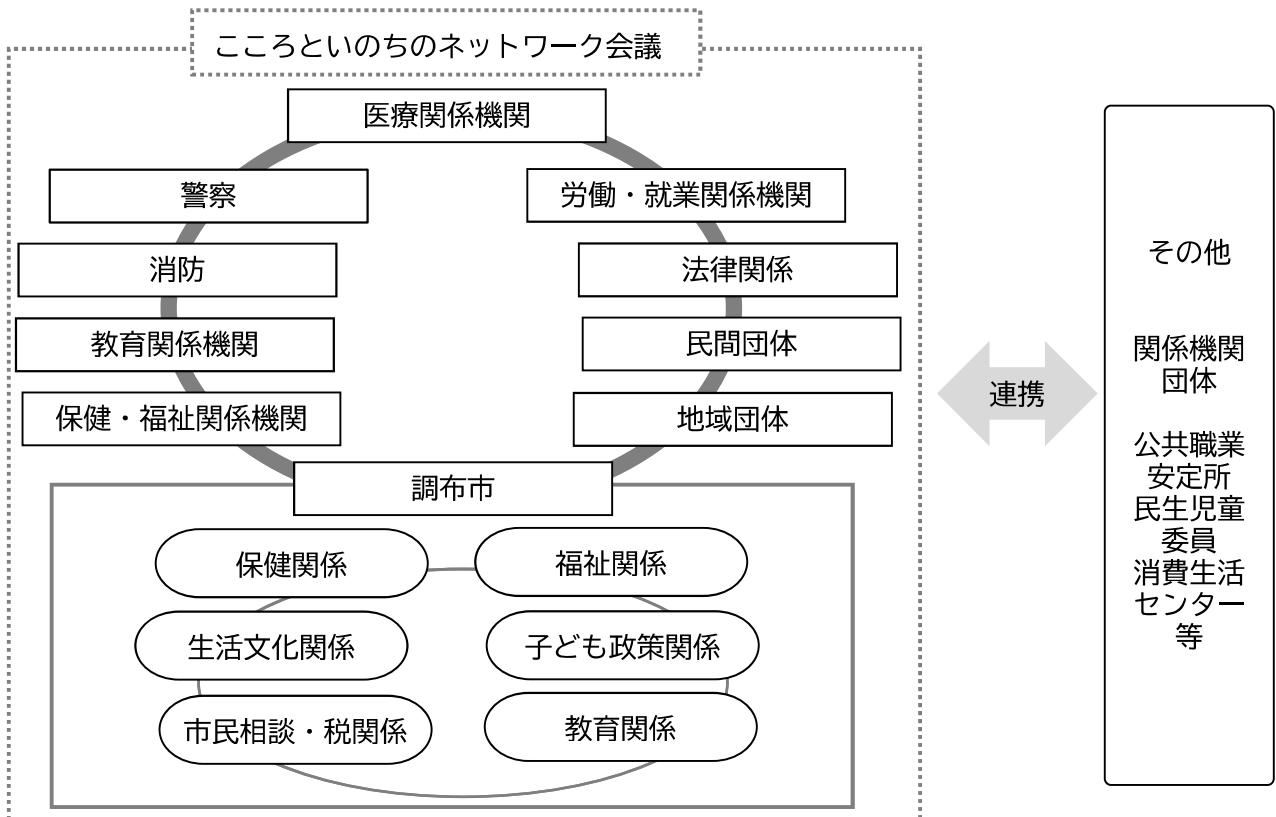 こころといのちのネットワーク会議
医療関係機関
警察
労働・就業関係機関
消防
法律関係
教育関係機関
民間団体
保健・福祉関係機関
地域団体
調布市
保健関係
福祉関係
生活文化関係
子ども政策関係
市民相談・税関係
教育関係
連携
その他
関係機関
団体
公共職業
安定所
民生児童
委員
消費生活
センター
等